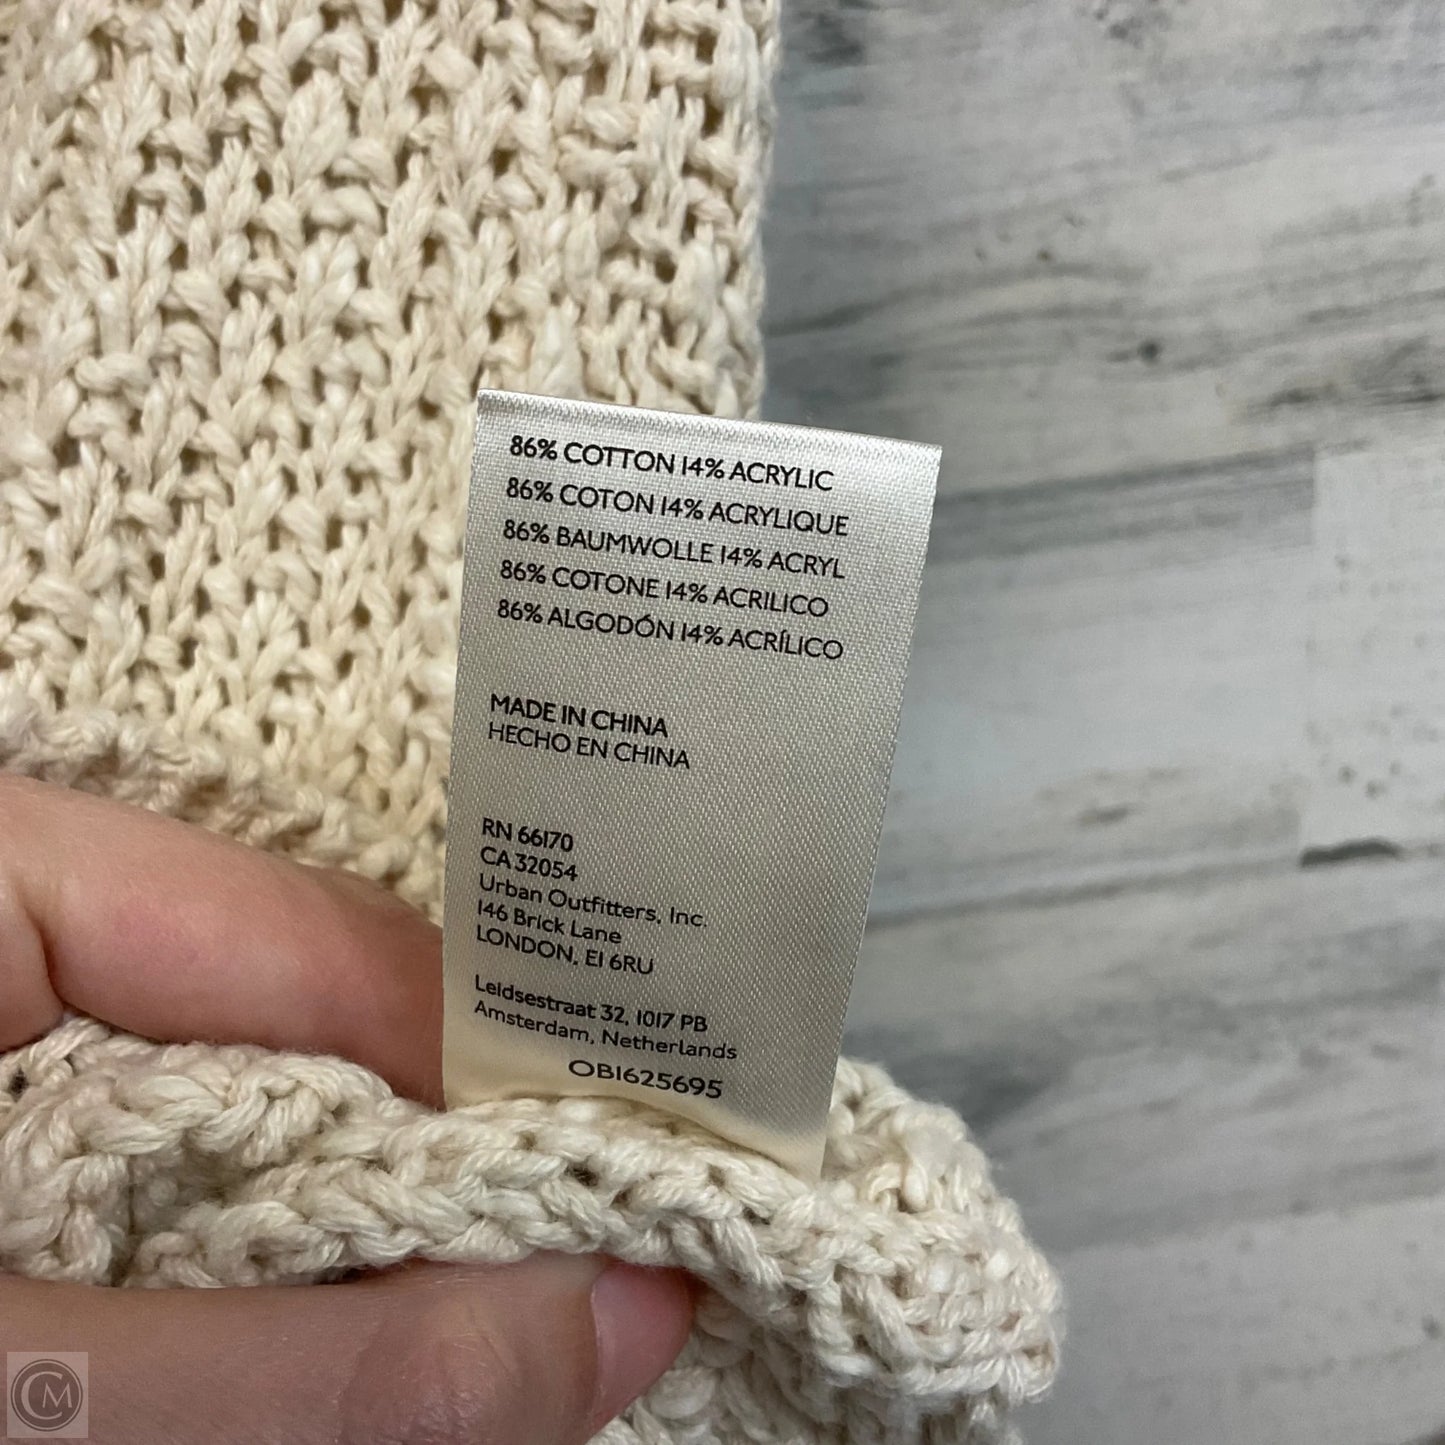 86% COTTON 14% ACRYLIC
86% COTON 14% ACRYLIQUE
86% BAUMWOLLE 14% ACRYL
86% COTONE 14% ACRILICO
86% ALGODÓN 14% ACRÍLICO
MADE IN CHINA
HECHO EN CHINA
RN 66170
CA 32054
Urban Outfitters, Inc.
146 Brick Lane
LONDON, E1 6RU
Leidsestraat 32, 1017 PB
Amsterdam, Netherlands
OB1625695
CM